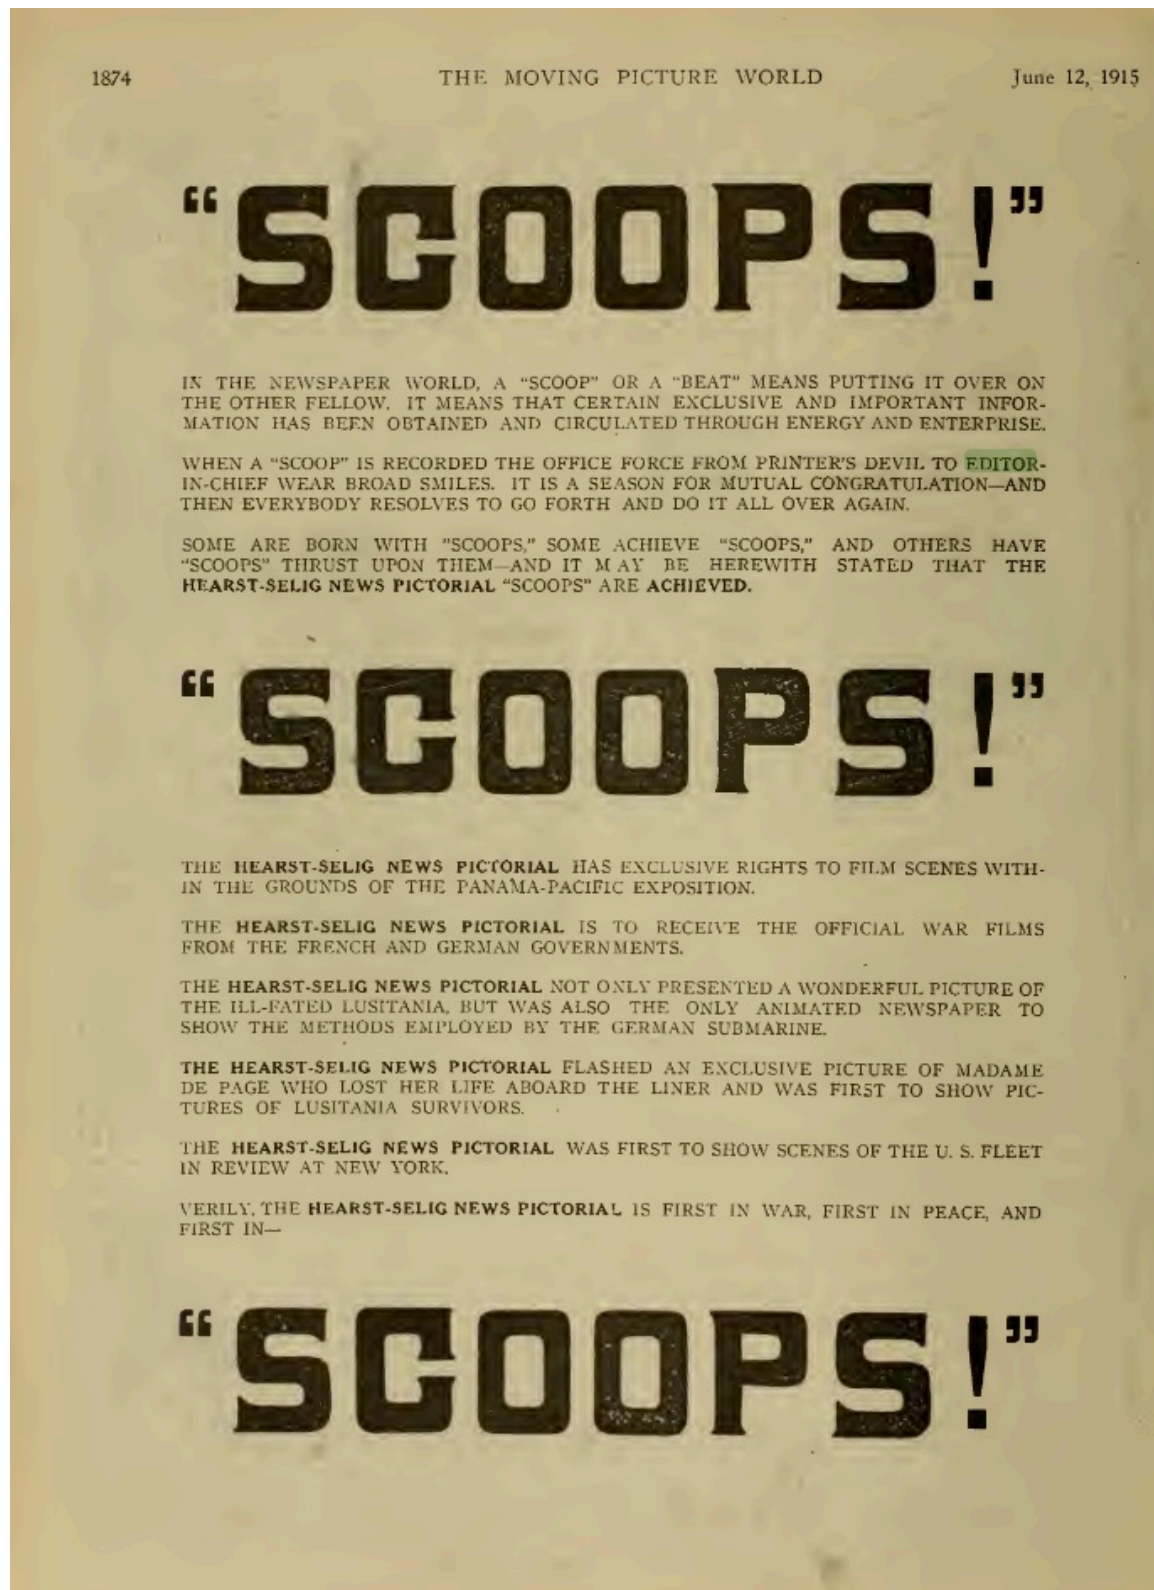 1874 THE MOVING PICTURE WORLD June 12, 1915
“SCOOPS!”
IN THE NEWSPAPER WORLD, A “SCOOP” OR A “BEAT” MEANS PUTTING IT OVER ON
THE OTHER FELLOW. IT MEANS THAT CERTAIN EXCLUSIVE AND IMPORTANT INFOR-
MATION HAS BEEN OBTAINED AND CIRCULATED THROUGH ENERGY AND ENTERPRISE.
WHEN A “SCOOP” IS RECORDED THE OFFICE FORCE FROM PRINTER'S DEVIL TO EDITOR-
IN-CHIEF WEAR BROAD SMILES. IT IS A SEASON FOR MUTUAL CONGRATULATION—AND
THEN EVERYBODY RESOLVES TO GO FORTH AND DO IT ALL OVER AGAIN.
SOME ARE BORN WITH “SCOOPS,” SOME ACHIEVE “SCOOPS,” AND OTHERS HAVE
“SCOOPS” THRUST UPON THEM—AND IT MAY BE HEREWITH STATED THAT THE
HEARST-SELIG NEWS PICTORIAL “SCOOPS” ARE ACHIEVED.
“SCOOPS!”
THE HEARST-SELIG NEWS PICTORIAL HAS EXCLUSIVE RIGHTS TO FILM SCENES WITH-
IN THE GROUNDS OF THE PANAMA-PACIFIC EXPOSITION.
THE HEARST-SELIG NEWS PICTORIAL IS TO RECEIVE THE OFFICIAL WAR FILMS
FROM THE FRENCH AND GERMAN GOVERNMENTS.
THE HEARST-SELIG NEWS PICTORIAL NOT ONLY PRESENTED A WONDERFUL PICTURE OF
THE ILL-FATED LUSITANIA, BUT WAS ALSO THE ONLY ANIMATED NEWSPAPER TO
SHOW THE METHODS EMPLOYED BY THE GERMAN SUBMARINE.
THE HEARST-SELIG NEWS PICTORIAL FLASHED AN EXCLUSIVE PICTURE OF MADAME
DE PAGE WHO LOST HER LIFE ABOARD THE LINER AND WAS FIRST TO SHOW PIC-
TURES OF LUSITANIA SURVIVORS.
THE HEARST-SELIG NEWS PICTORIAL WAS FIRST TO SHOW SCENES OF THE U. S. FLEET
IN REVIEW AT NEW YORK.
VERILY, THE HEARST-SELIG NEWS PICTORIAL IS FIRST IN WAR, FIRST IN PEACE, AND
FIRST IN—
“SCOOPS!”